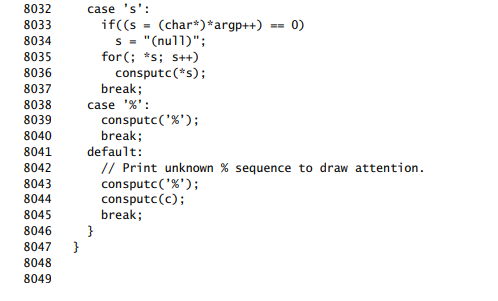 8032     case 's':
8033       if((s = (char*)*argp++) == 0)
8034         s = "(null)";
8035       for(; *s; s++)
8036         consputc(*s);
8037       break;
8038     case '%':
8039       consputc('%');
8040       break;
8041     default:
8042       // Print unknown % sequence to draw attention.
8043       consputc('%');
8044       consputc(c);
8045       break;
8046     }
8047   }
8048
8049